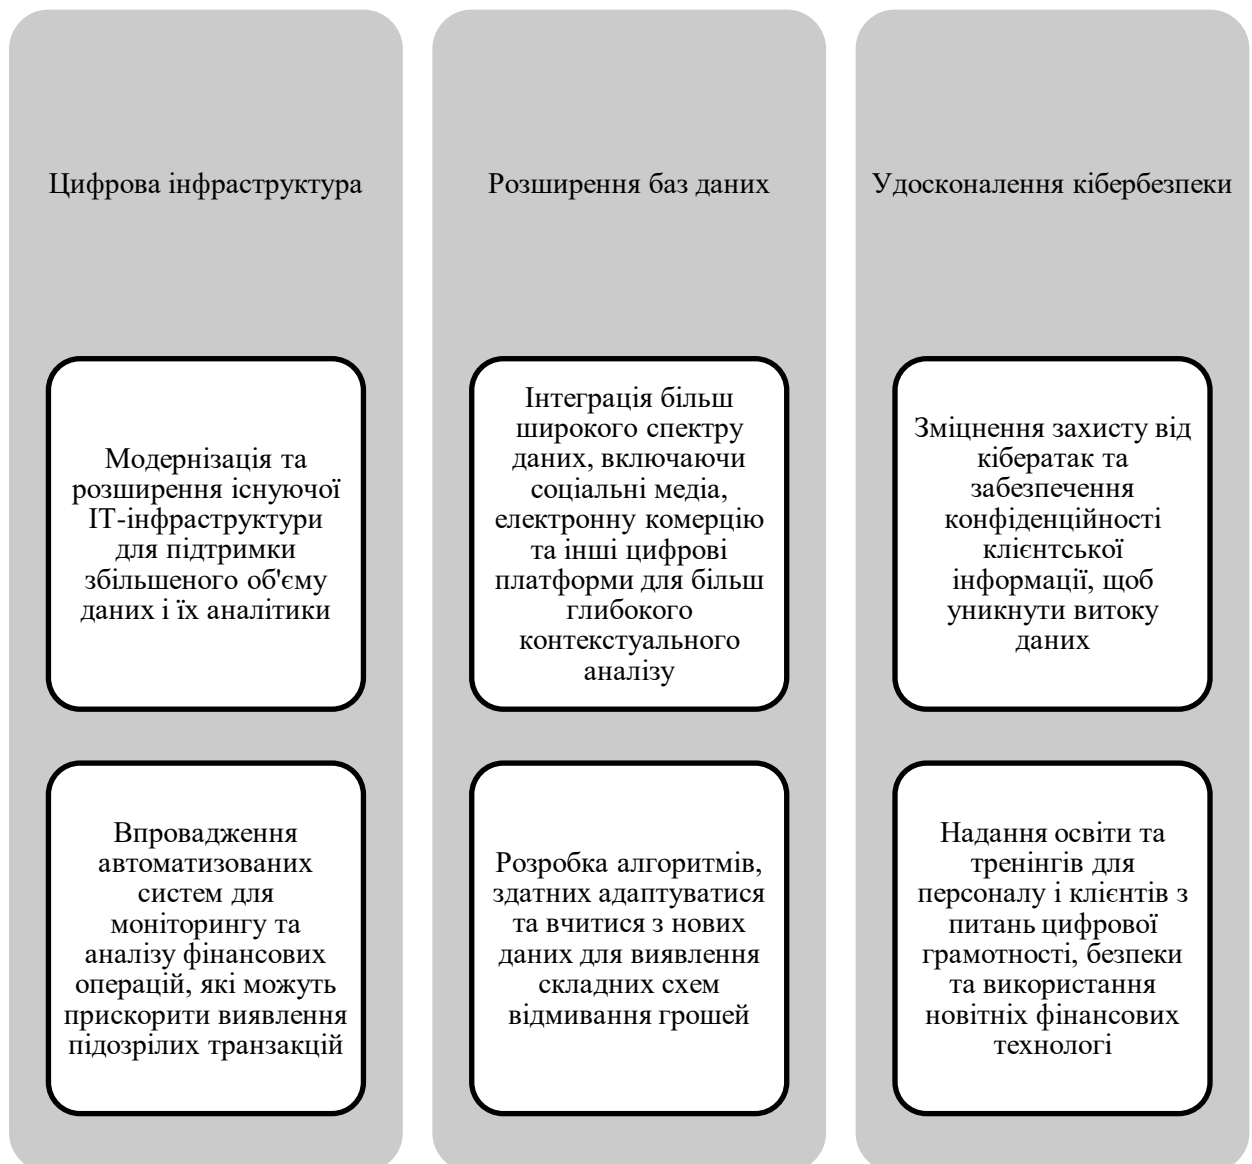 Цифрова інфраструктура
Модернізація та
розширення існуючої
ІТ-інфраструктури
для підтримки
збільшеного об'єму
даних і їх аналітики
Впровадження
автоматизованих
систем для
моніторингу та
аналізу фінансових
операцій, які можуть
прискорити виявлення
підозрілих транзакцій
Розширення баз даних
Інтеграція більш
широкого спектру
даних, включаючи
соціальні медіа,
електронну комерцію
та інші цифрові
платформи для більш
глибокого
контекстуального
аналізу
Розробка алгоритмів,
здатних адаптуватися
та вчитися з нових
даних для виявлення
складних схем
відмивання грошей
Удосконалення кібербезпеки
Зміцнення захисту від
кібератак та
забезпечення
конфіденційності
клієнтської
інформації, щоб
уникнути витоку
даних
Надання освіти та
тренінгів для
персоналу і клієнтів з
питань цифрової
грамотності, безпеки
та використання
новітніх фінансових
технологі